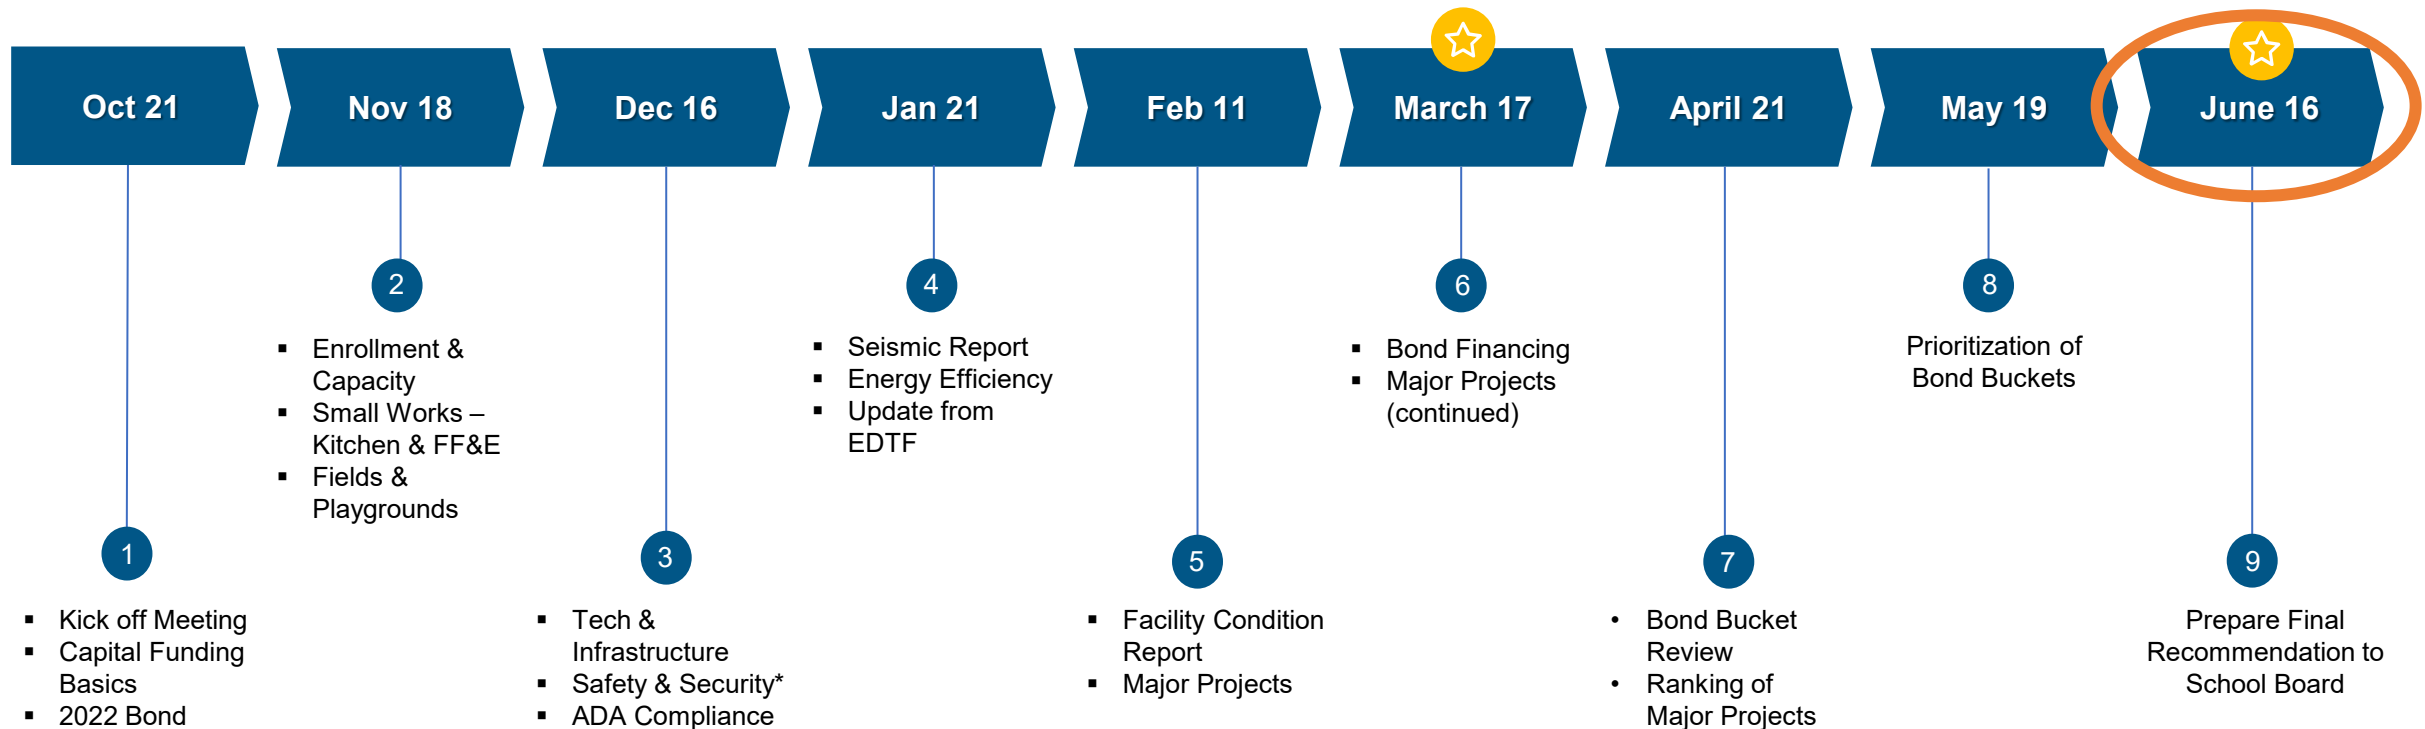 Oct 21
Nov 18
Dec 16
Jan 21
Feb 11
March 17
April 21
May 19
June 16
1
▪ Kick off Meeting
▪ Capital Funding
Basics
▪ 2022 Bond
2
▪ Enrollment &
Capacity
▪ Small Works –
Kitchen & FF&E
▪ Fields &
Playgrounds
3
▪ Tech &
Infrastructure
▪ Safety & Security*
▪ ADA Compliance
4
▪ Seismic Report
▪ Energy Efficiency
▪ Update from
EDTF
5
▪ Facility Condition
Report
▪ Major Projects
6
▪ Bond Financing
▪ Major Projects
(continued)
7
• Bond Bucket
Review
• Ranking of
Major Projects
8
Prioritization of
Bond Buckets
9
Prepare Final
Recommendation to
School Board